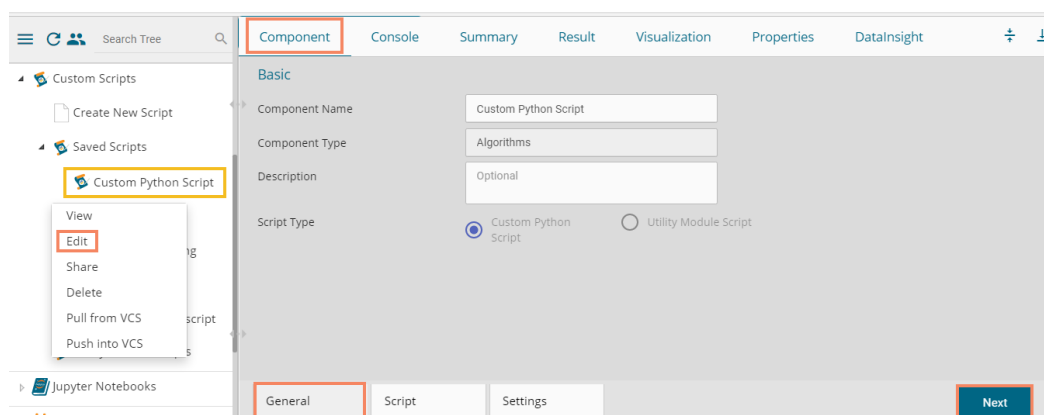 Search Tree
Custom Scripts
Create New Script
Saved Scripts
Custom Python Script
View
Edit
Share
Delete
Pull from VCS
Push into VCS
ng
script
s
Jupyter Notebooks
Component Console Summary Result Visualization Properties DataInsight
Basic
Component Name Custom Python Script
Component Type Algorithms
Description Optional
Script Type Custom Python Script Utility Module Script
General Script Settings Next